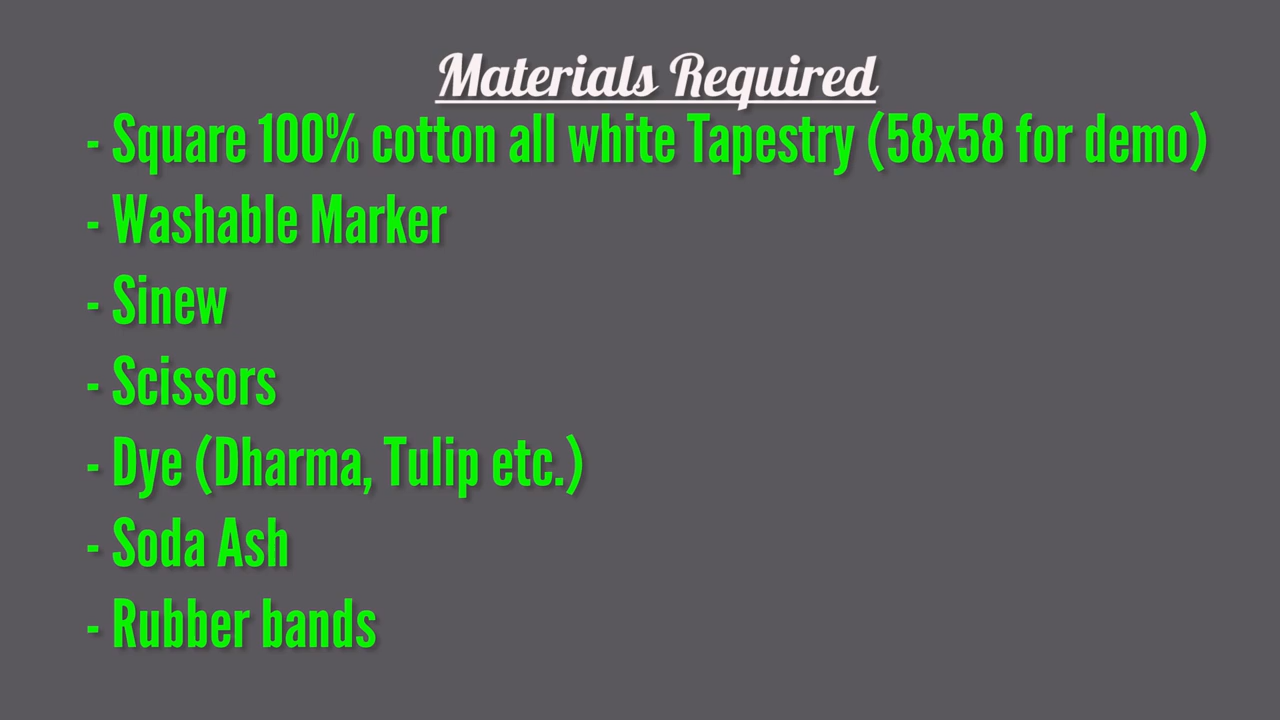 Materials Required
- Square 100% cotton all white Tapestry (58x58 for demo)
- Washable Marker
- Sinew
- Scissors
- Dye (Dharma, Tulip etc.)
- Soda Ash
- Rubber bands